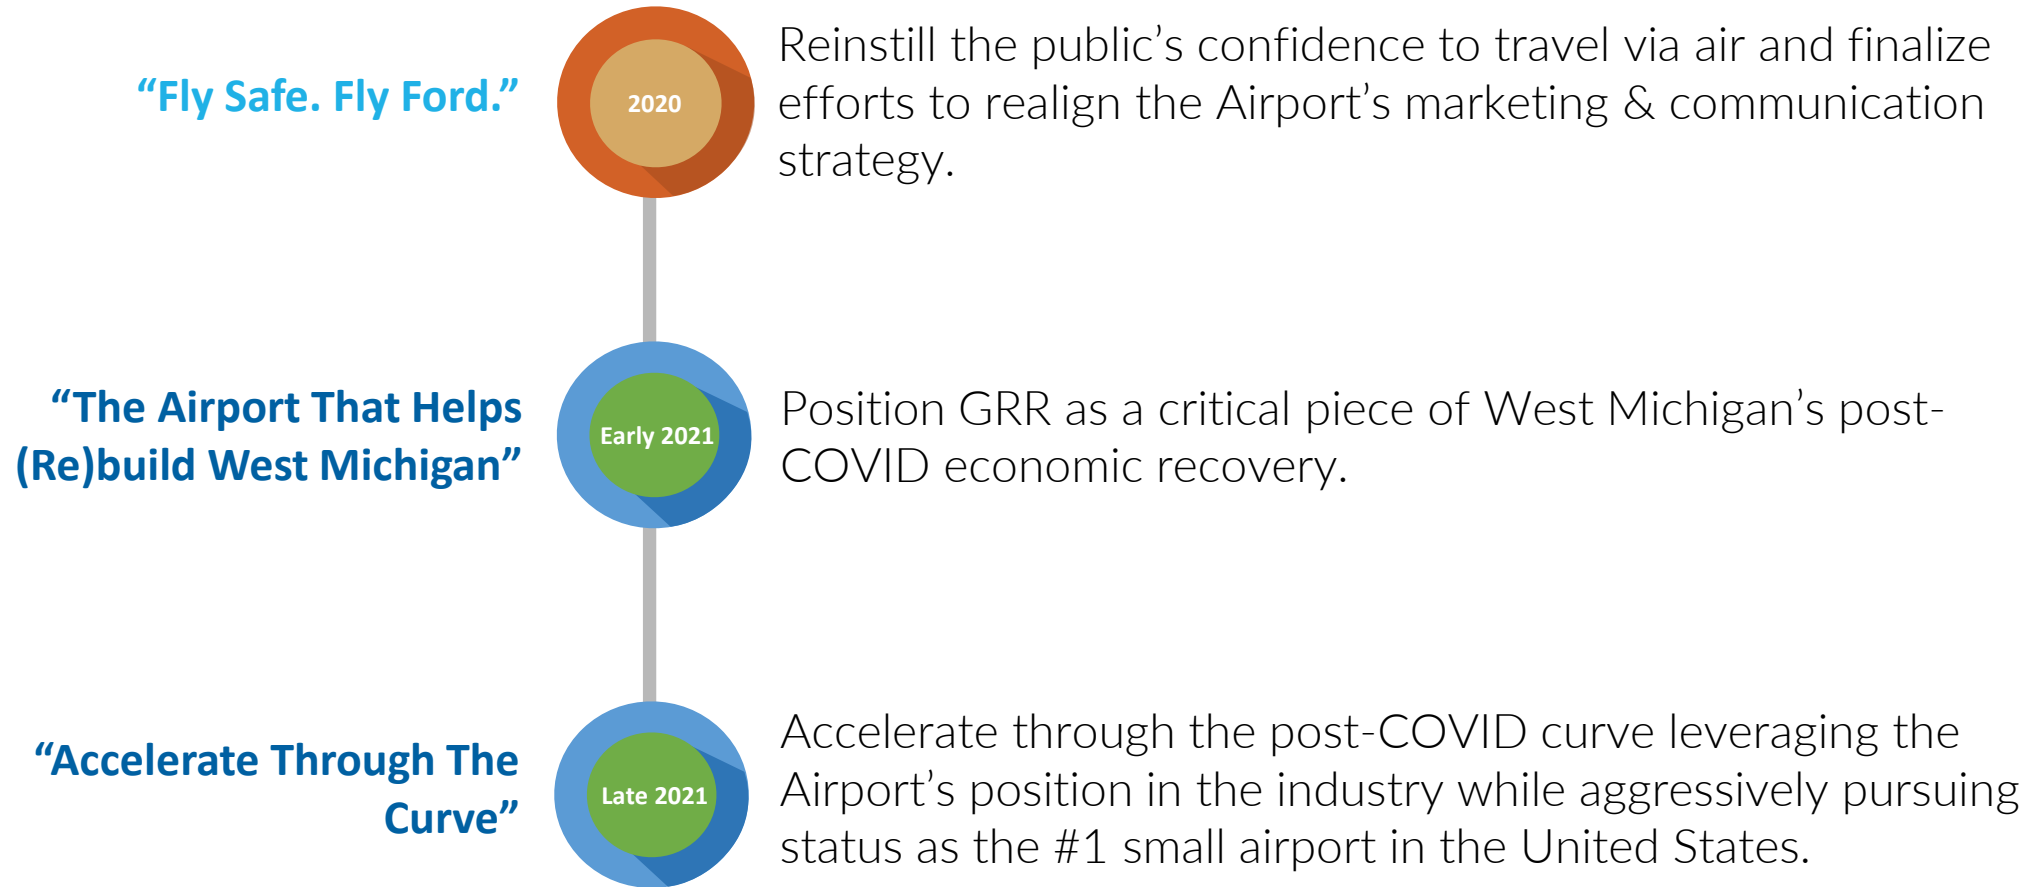 “Fly Safe. Fly Ford.”
2020
Reinstill the public’s confidence to travel via air and finalize
efforts to realign the Airport’s marketing & communication
strategy.
“The Airport That Helps
(Re)build West Michigan”
Early 2021
Position GRR as a critical piece of West Michigan’s post-
COVID economic recovery.
“Accelerate Through The
Curve”
Late 2021
Accelerate through the post-COVID curve leveraging the
Airport’s position in the industry while aggressively pursuing
status as the #1 small airport in the United States.